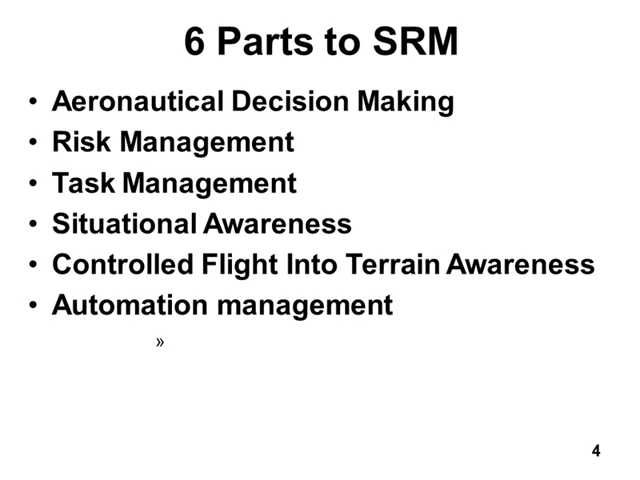 6 Parts to SRM
• Aeronautical Decision Making
• Risk Management
• Task Management
• Situational Awareness
• Controlled Flight Into Terrain Awareness
• Automation management
»
4